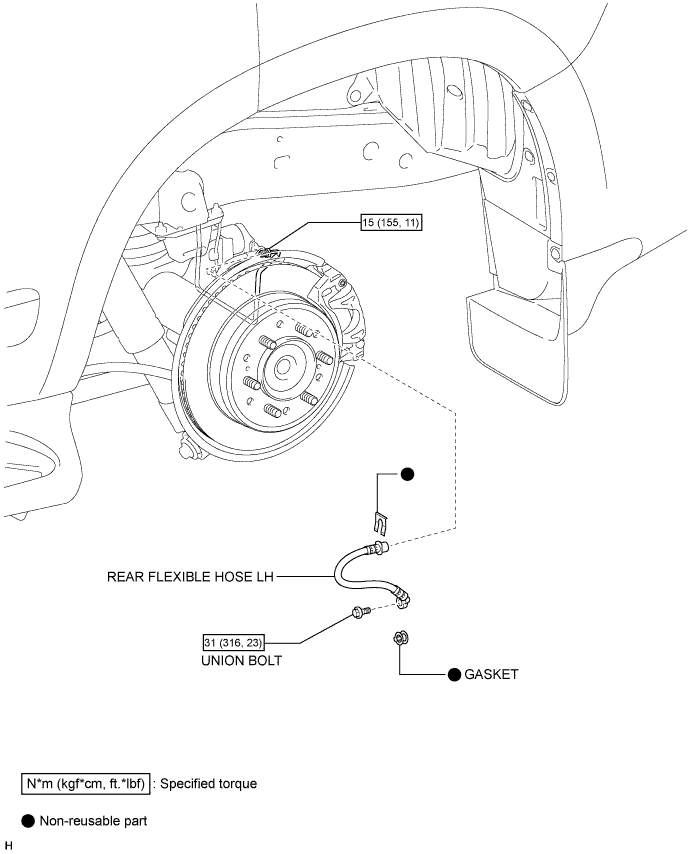 15 (155, 11)
REAR FLEXIBLE HOSE LH
31 (316, 23)
UNION BOLT
GASKET
N*m (kgf*cm, ft.*lbf) : Specified torque
Non-reusable part
H